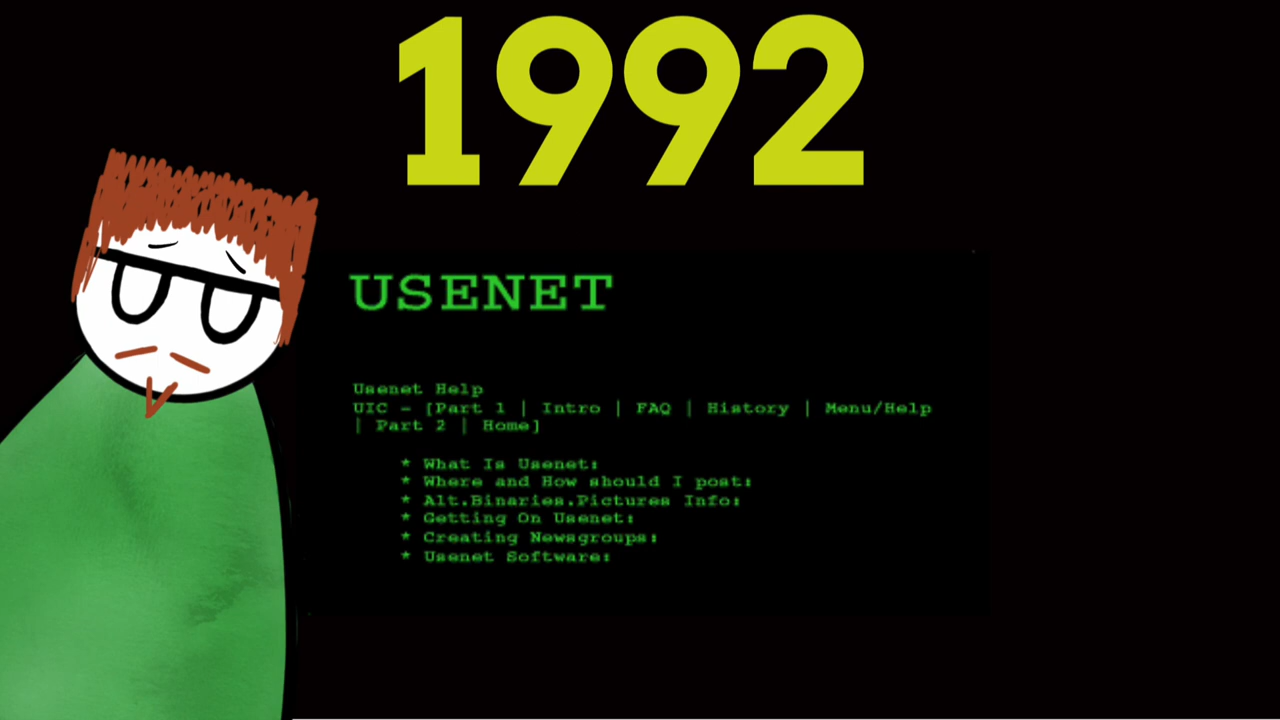 1992
USENET
Usenet Help
UIC - [Part 1 | Intro | FAQ | History | Menu/Help
| Part 2 | Home]
* What Is Usenet:
* Where and How should I post:
* Alt.Binaries.Pictures Info:
* Getting On Usenet:
* Creating Newsgroups:
* Usenet Software: